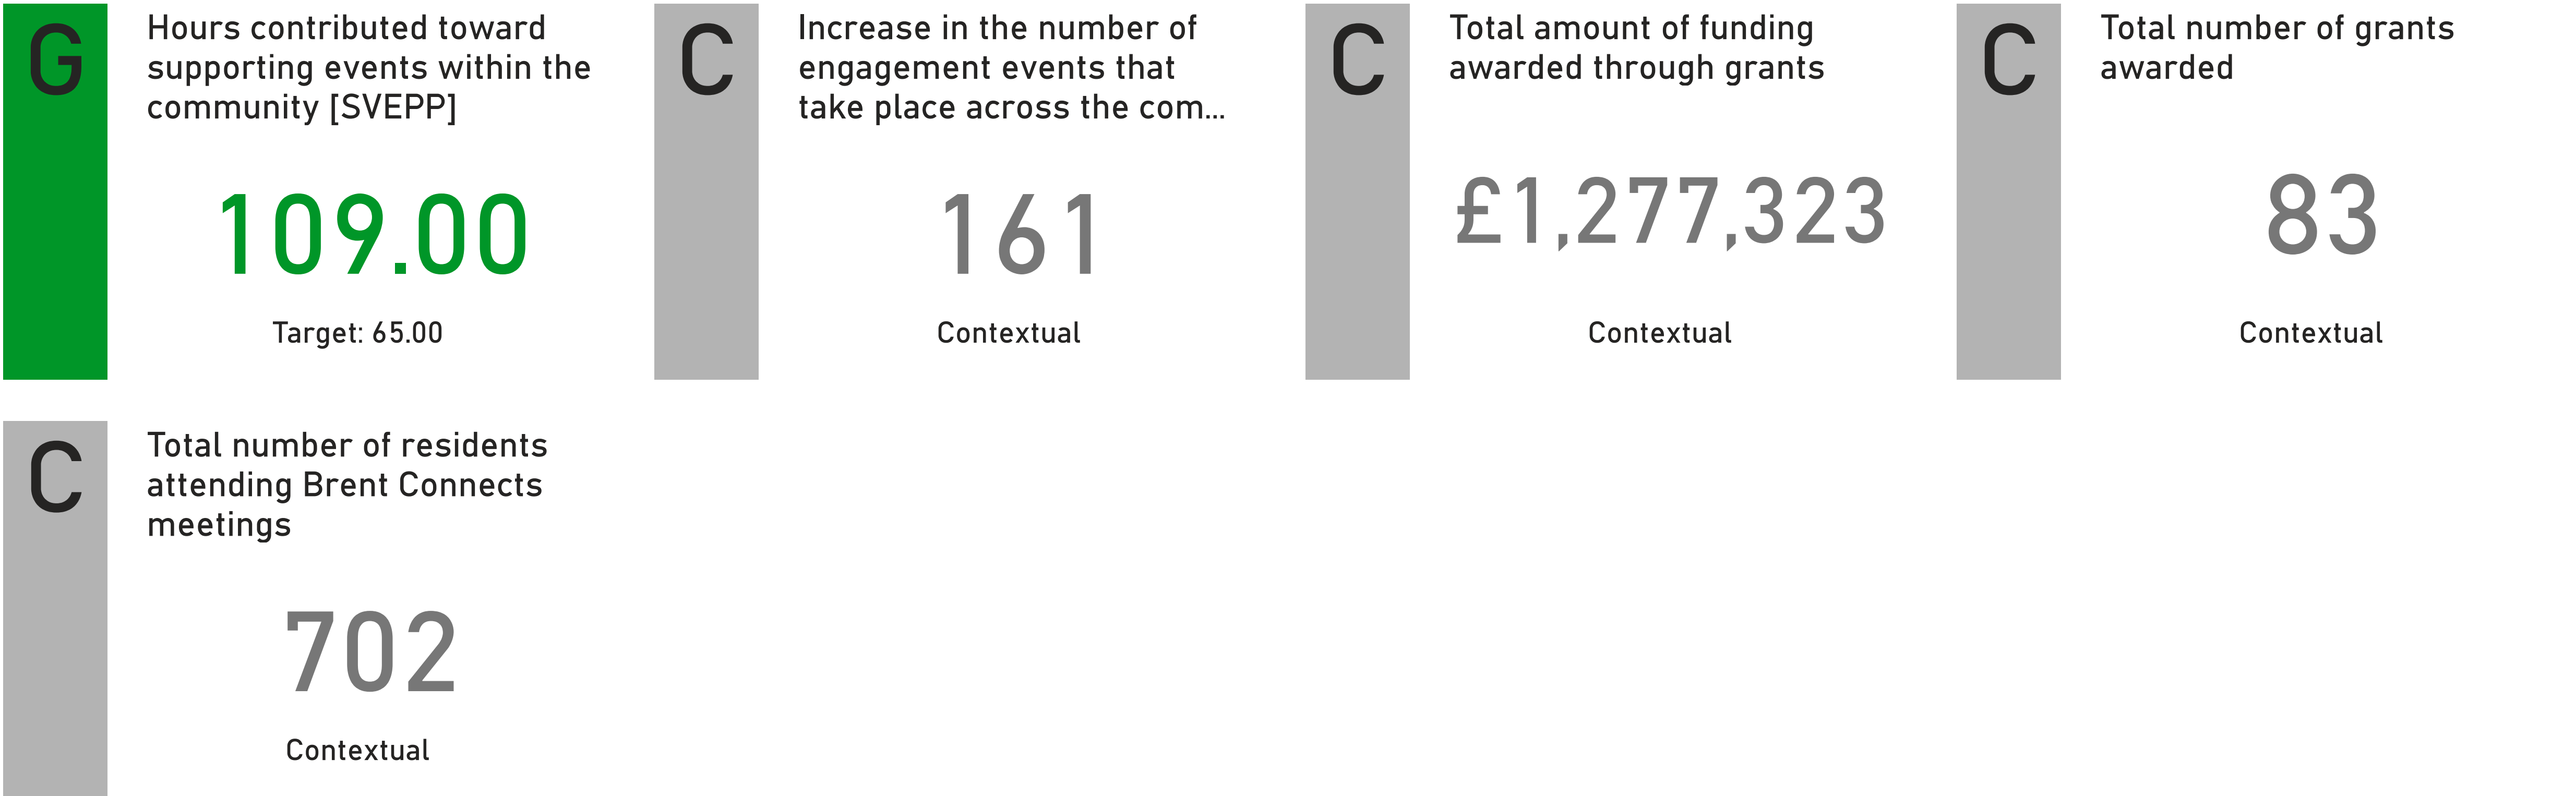 G
Hours contributed toward
supporting events within the
community [SVEPP]
109.00
Target: 65.00
C
Increase in the number of
engagement events that
take place across the com...
161
Contextual
C
Total amount of funding
awarded through grants
£1,277,323
Contextual
C
Total number of grants
awarded
83
Contextual
C
Total number of residents
attending Brent Connects
meetings
702
Contextual